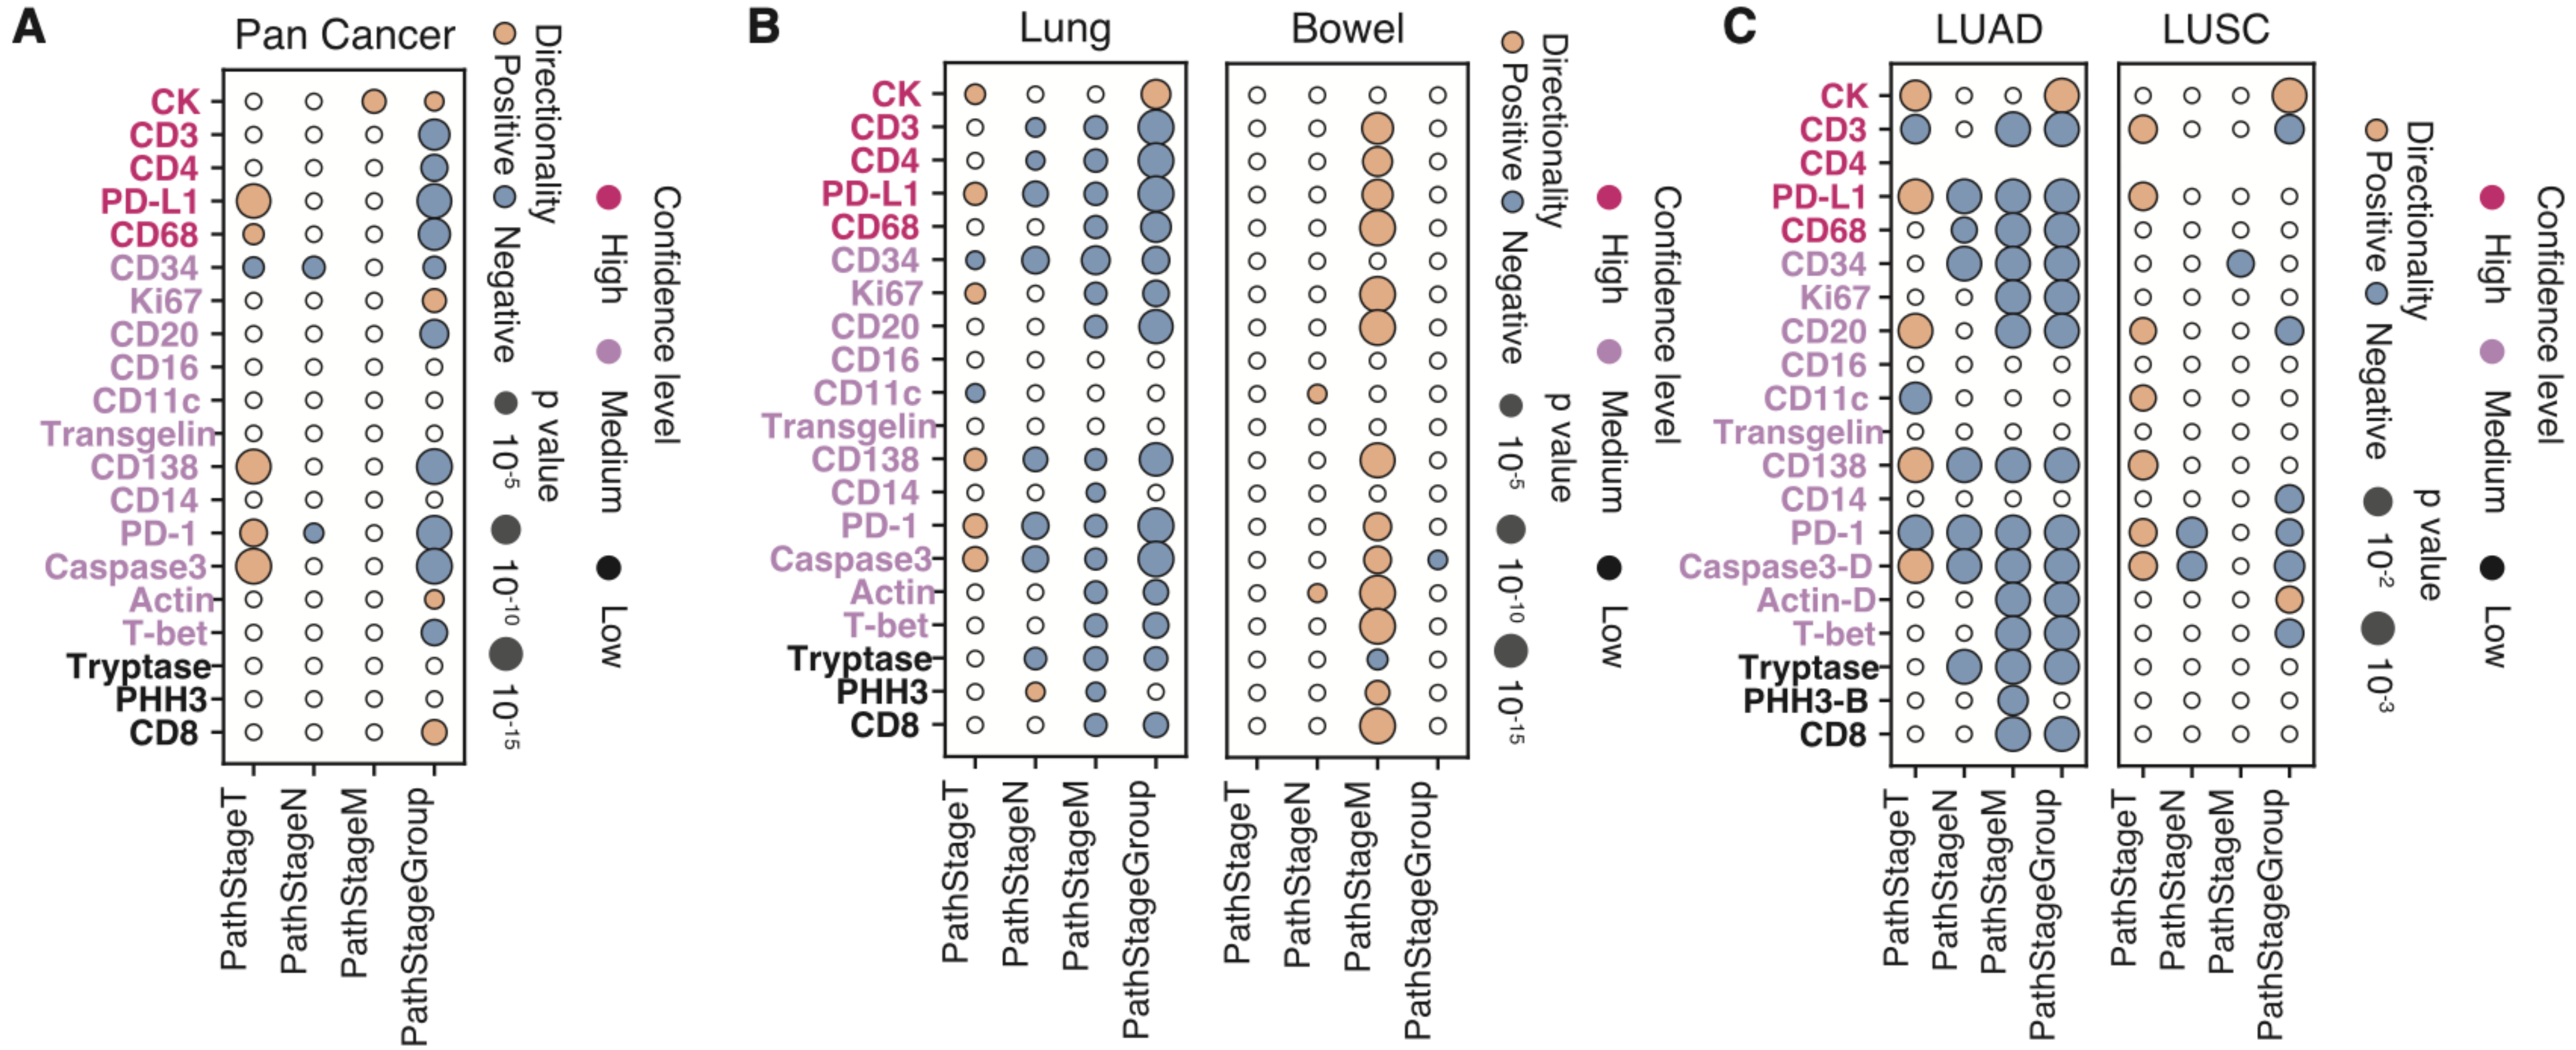 A
Pan Cancer
CK
CD3
CD4
PD-L1
CD68
CD34
Ki67
CD20
CD16
CD11c
Transgelin
CD138
CD14
PD-1
Caspase3
Actin
T-bet
Tryptase
PHH3
CD8
PathStageT
PathStageN
PathStageM
PathStageGroup
Directionality
Positive
Negative
p value
10-5
10-10
10-15
Confidence level
High
Medium
Low
B
Lung
Bowel
CK
CD3
CD4
PD-L1
CD68
CD34
Ki67
CD20
CD16
CD11c
Transgelin
CD138
CD14
PD-1
Caspase3
Actin
T-bet
Tryptase
PHH3
CD8
PathStageT
PathStageN
PathStageM
PathStageGroup
PathStageT
PathStageN
PathStageM
PathStageGroup
Directionality
Positive
Negative
p value
10-5
10-10
10-15
Confidence level
High
Medium
Low
C
LUAD
LUSC
CK
CD3
CD4
PD-L1
CD68
CD34
Ki67
CD20
CD16
CD11c
Transgelin
CD138
CD14
PD-1
Caspase3-D
Actin-D
T-bet
Tryptase
PHH3-B
CD8
PathStageT
PathStageN
PathStageM
PathStageGroup
PathStageT
PathStageN
PathStageM
PathStageGroup
Directionality
Positive
Negative
p value
10-2
10-3
Confidence level
High
Medium
Low